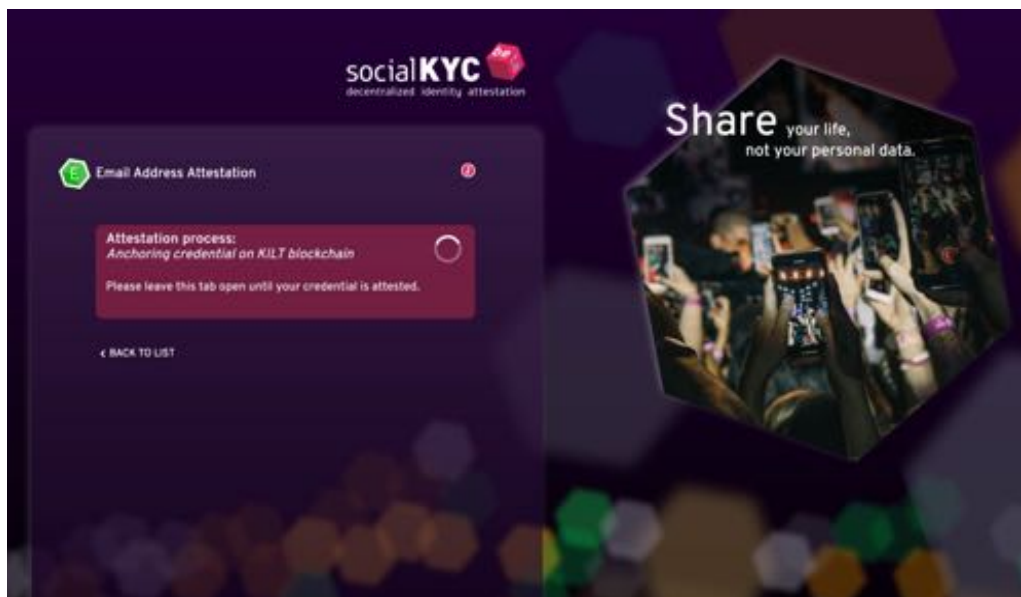 socialKYC
decentralized identity attestation
Share your life,
not your personal data.
E
Email Address Attestation
Attestation process:
Anchoring credential on KILT blockchain
Please leave this tab open until your credential is attested.
‹ BACK TO LIST